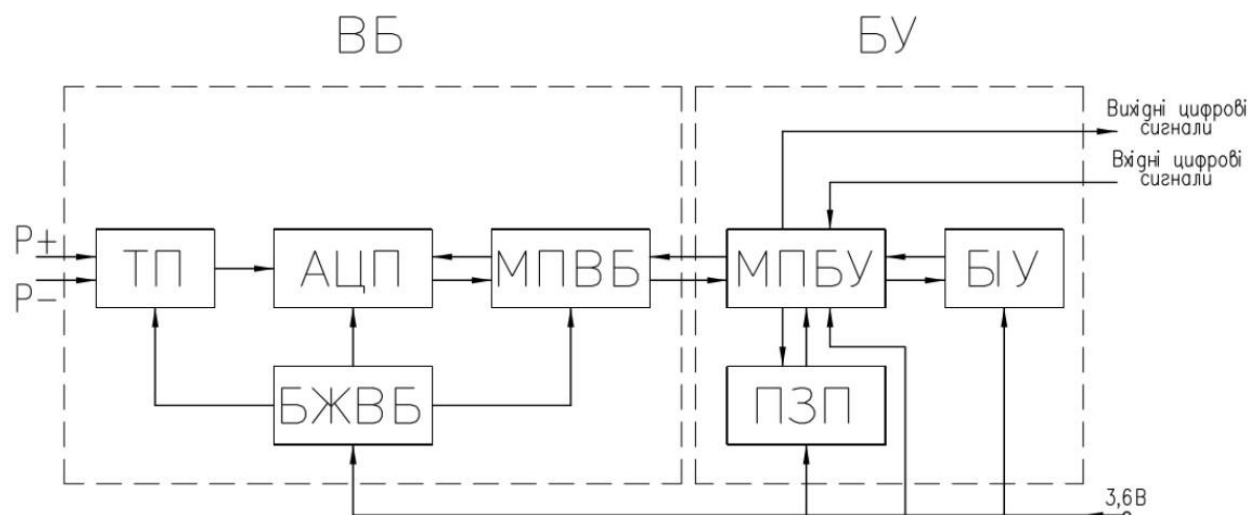 ВБ
БУ
Вихідні цифрові
сигнали
Вхідні цифрові
сигнали
P+
P-
ТП
АЦП
МПВБ
МПБУ
БІУ
БЖВБ
ПЗП
3,6В